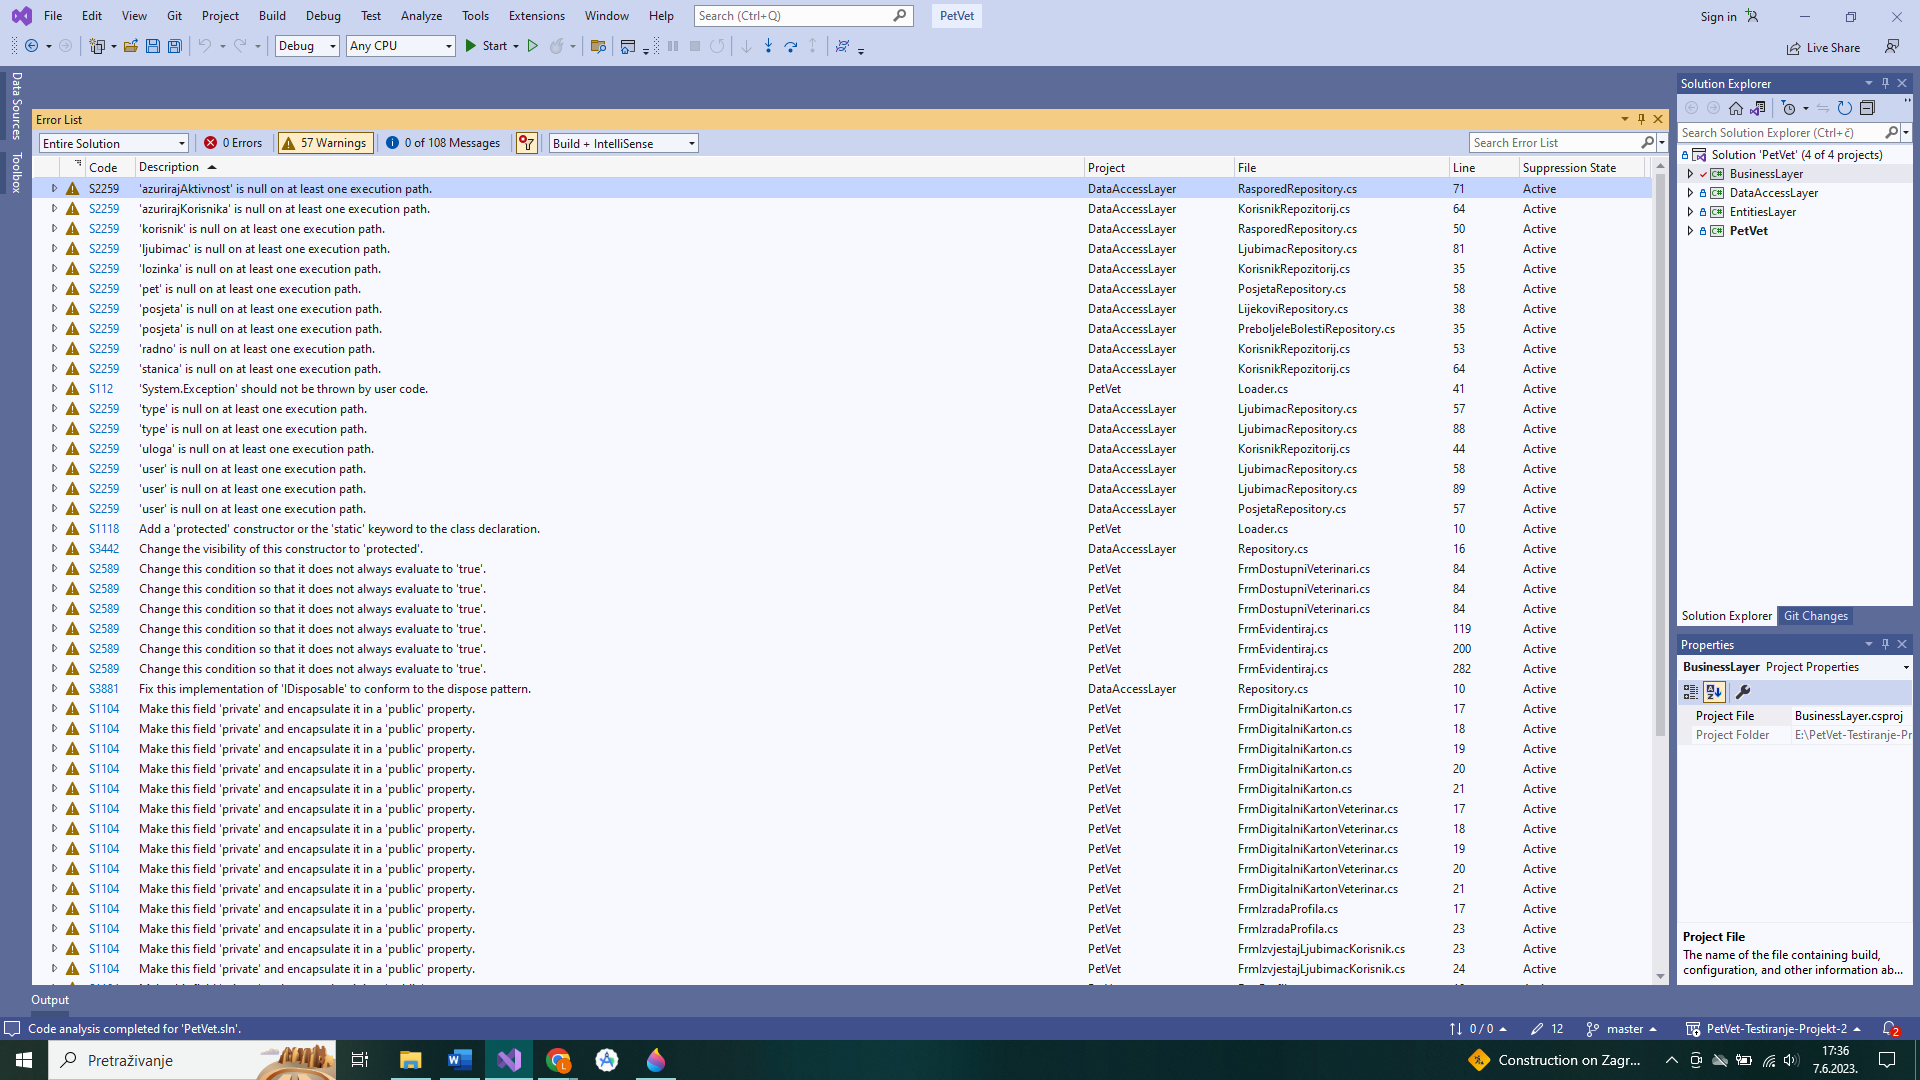 File Edit View Git Project Build Debug Test Analyze Tools Extensions Window Help Search (Ctrl+Q) PetVet Sign in
Debug Any CPU Start Live Share
Data Sources
Toolbox
Error List
Entire Solution 0 Errors 57 Warnings 0 of 108 Messages Build + IntelliSense Search Error List
Code Description Project File Line Suppression State
S2259 'azurirajAktivnost' is null on at least one execution path. DataAccessLayer RasporedRepository.cs 71 Active
S2259 'azurirajKorisnika' is null on at least one execution path. DataAccessLayer KorisnikRepozitorij.cs 64 Active
S2259 'korisnik' is null on at least one execution path. DataAccessLayer RasporedRepository.cs 50 Active
S2259 'ljubimac' is null on at least one execution path. DataAccessLayer LjubimacRepository.cs 81 Active
S2259 'lozinka' is null on at least one execution path. DataAccessLayer KorisnikRepozitorij.cs 35 Active
S2259 'pet' is null on at least one execution path. DataAccessLayer PosjetaRepository.cs 58 Active
S2259 'posjeta' is null on at least one execution path. DataAccessLayer LijekoviRepository.cs 38 Active
S2259 'posjeta' is null on at least one execution path. DataAccessLayer PreboljeleBolestiRepository.cs 35 Active
S2259 'radno' is null on at least one execution path. DataAccessLayer KorisnikRepozitorij.cs 53 Active
S2259 'stanica' is null on at least one execution path. DataAccessLayer KorisnikRepozitorij.cs 64 Active
S112 'System.Exception' should not be thrown by user code. PetVet Loader.cs 41 Active
S2259 'type' is null on at least one execution path. DataAccessLayer LjubimacRepository.cs 57 Active
S2259 'type' is null on at least one execution path. DataAccessLayer LjubimacRepository.cs 88 Active
S2259 'uloga' is null on at least one execution path. DataAccessLayer KorisnikRepozitorij.cs 44 Active
S2259 'user' is null on at least one execution path. DataAccessLayer LjubimacRepository.cs 58 Active
S2259 'user' is null on at least one execution path. DataAccessLayer LjubimacRepository.cs 89 Active
S2259 'user' is null on at least one execution path. DataAccessLayer PosjetaRepository.cs 57 Active
S1118 Add a 'protected' constructor or the 'static' keyword to the class declaration. PetVet Loader.cs 10 Active
S3442 Change the visibility of this constructor to 'protected'. DataAccessLayer Repository.cs 16 Active
S2589 Change this condition so that it does not always evaluate to 'true'. PetVet FrmDostupniVeterinari.cs 84 Active
S2589 Change this condition so that it does not always evaluate to 'true'. PetVet FrmDostupniVeterinari.cs 84 Active
S2589 Change this condition so that it does not always evaluate to 'true'. PetVet FrmDostupniVeterinari.cs 84 Active
S2589 Change this condition so that it does not always evaluate to 'true'. PetVet FrmEvidentiraj.cs 119 Active
S2589 Change this condition so that it does not always evaluate to 'true'. PetVet FrmEvidentiraj.cs 200 Active
S2589 Change this condition so that it does not always evaluate to 'true'. PetVet FrmEvidentiraj.cs 282 Active
S3881 Fix this implementation of 'IDisposable' to conform to the dispose pattern. DataAccessLayer Repository.cs 10 Active
S1104 Make this field 'private' and encapsulate it in a 'public' property. PetVet FrmDigitalniKarton.cs 17 Active
S1104 Make this field 'private' and encapsulate it in a 'public' property. PetVet FrmDigitalniKarton.cs 18 Active
S1104 Make this field 'private' and encapsulate it in a 'public' property. PetVet FrmDigitalniKarton.cs 19 Active
S1104 Make this field 'private' and encapsulate it in a 'public' property. PetVet FrmDigitalniKarton.cs 20 Active
S1104 Make this field 'private' and encapsulate it in a 'public' property. PetVet FrmDigitalniKarton.cs 21 Active
S1104 Make this field 'private' and encapsulate it in a 'public' property. PetVet FrmDigitalniKartonVeterinar.cs 17 Active
S1104 Make this field 'private' and encapsulate it in a 'public' property. PetVet FrmDigitalniKartonVeterinar.cs 18 Active
S1104 Make this field 'private' and encapsulate it in a 'public' property. PetVet FrmDigitalniKartonVeterinar.cs 19 Active
S1104 Make this field 'private' and encapsulate it in a 'public' property. PetVet FrmDigitalniKartonVeterinar.cs 20 Active
S1104 Make this field 'private' and encapsulate it in a 'public' property. PetVet FrmDigitalniKartonVeterinar.cs 21 Active
S1104 Make this field 'private' and encapsulate it in a 'public' property. PetVet FrmIzradaProfila.cs 17 Active
S1104 Make this field 'private' and encapsulate it in a 'public' property. PetVet FrmIzradaProfila.cs 23 Active
S1104 Make this field 'private' and encapsulate it in a 'public' property. PetVet FrmIzvjestajLjubimacKorisnik.cs 23 Active
S1104 Make this field 'private' and encapsulate it in a 'public' property. PetVet FrmIzvjestajLjubimacKorisnik.cs 24 Active
Solution Explorer
Search Solution Explorer (Ctrl+č)
Solution 'PetVet' (4 of 4 projects)
BusinessLayer
DataAccessLayer
EntitiesLayer
PetVet
Solution Explorer Git Changes
Properties
BusinessLayer Project Properties
Project File BusinessLayer.csproj
Project Folder E:\PetVet-Testiranje-Pr
Project File
The name of the file containing build,
configuration, and other information ab...
Output
Code analysis completed for 'PetVet.sln'. 0 / 0 12 master PetVet-Testiranje-Projekt-2 2
Pretraživanje Construction on Zagr... 17:36
7.6.2023.